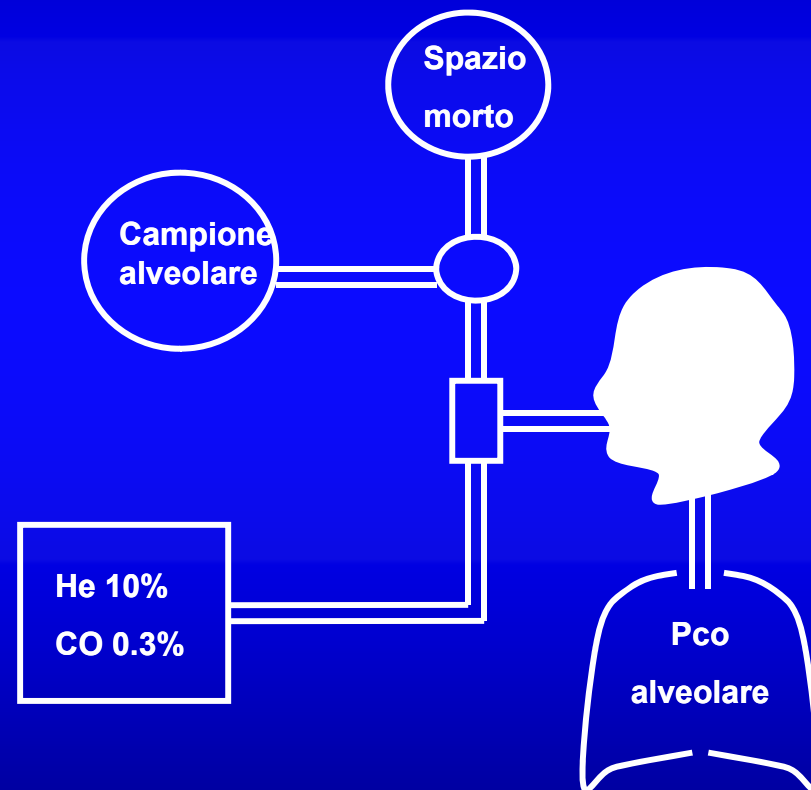 Spazio
morto
Campione
alveolare
He 10%
CO 0.3%
Pco
alveolare